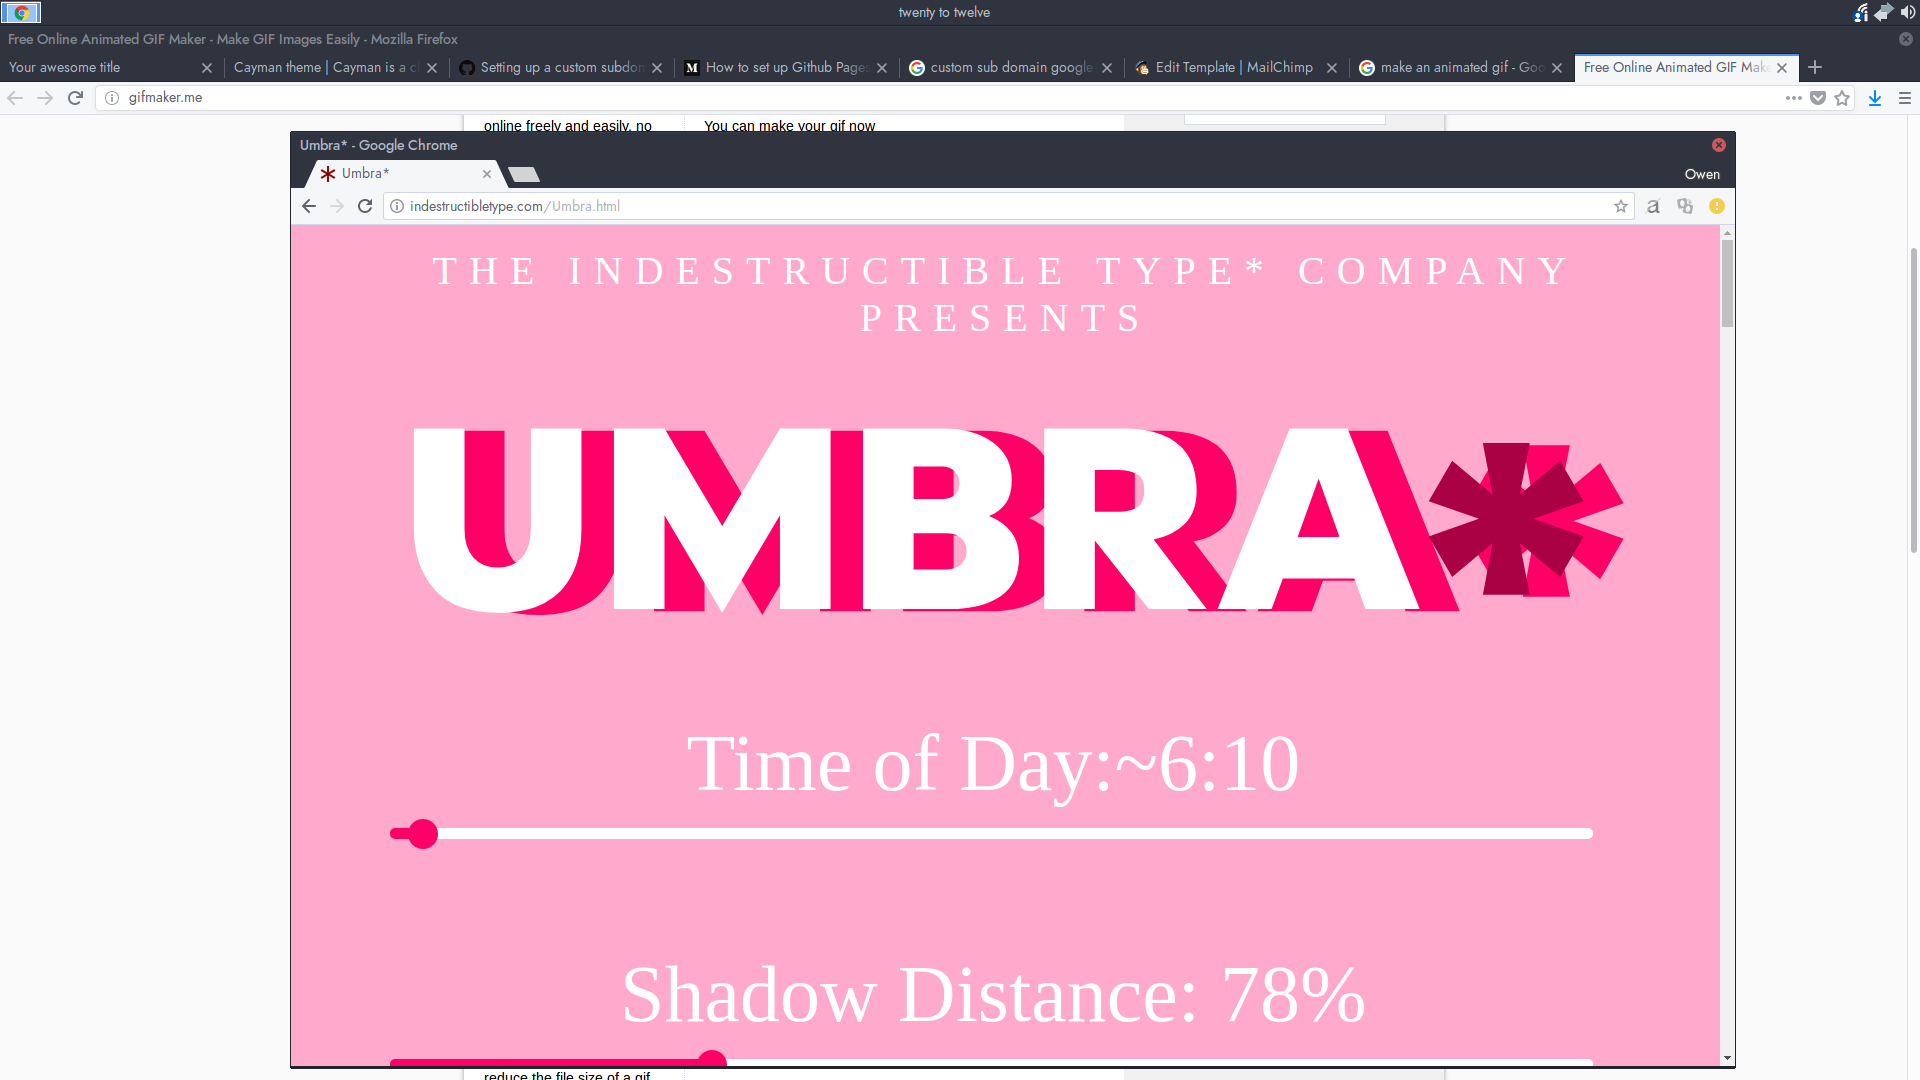 twenty to twelve
Free Online Animated GIF Maker - Make GIF Images Easily - Mozilla Firefox
Your awesome title
Cayman theme | Cayman is a c
Setting up a custom subdon
How to set up Github Page
custom sub domain google
Edit Template | MailChimp
make an animated gif - Goo
Free Online Animated GIF Make
gifmaker.me
online freely and easily, no
You can make your gif now
Umbra* - Google Chrome
Umbra*
Owen
indestructibletype.com/Umbra.html
THE INDESTRUCTIBLE TYPE* COMPANY
PRESENTS
UMBRA*
Time of Day:~6:10
Shadow Distance: 78%
reduce the file size of a gif